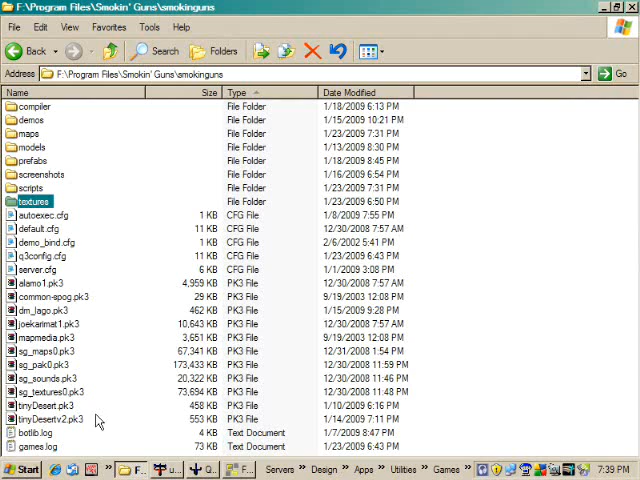 F:\Program Files\Smokin' Guns\smokinguns
File Edit View Favorites Tools Help
Back Search Folders
Address F:\Program Files\Smokin' Guns\smokinguns Go
Name Size Type Date Modified
compiler File Folder 1/18/2009 6:13 PM
demos File Folder 1/15/2009 10:21 PM
maps File Folder 1/23/2009 7:31 PM
models File Folder 1/13/2009 8:30 PM
prefabs File Folder 1/18/2009 8:45 PM
screenshots File Folder 1/16/2009 6:54 PM
scripts File Folder 1/23/2009 7:31 PM
textures File Folder 1/23/2009 6:50 PM
autoexec.cfg 1 KB CFG File 1/8/2009 7:55 PM
default.cfg 11 KB CFG File 12/30/2008 7:57 AM
demo_bind.cfg 1 KB CFG File 2/6/2002 5:41 PM
q3config.cfg 11 KB CFG File 1/23/2009 6:43 PM
server.cfg 6 KB CFG File 1/1/2009 3:08 PM
alamo1.pk3 4,959 KB PK3 File 12/30/2008 7:57 AM
common-spog.pk3 29 KB PK3 File 9/19/2003 12:08 PM
dm_lago.pk3 462 KB PK3 File 1/15/2009 9:28 PM
joekarimat1.pk3 10,643 KB PK3 File 12/30/2008 7:57 AM
mapmedia.pk3 3,651 KB PK3 File 9/19/2003 12:08 PM
sg_maps0.pk3 67,341 KB PK3 File 12/31/2008 1:54 PM
sg_pak0.pk3 173,433 KB PK3 File 12/30/2008 11:59 PM
sg_sounds.pk3 20,322 KB PK3 File 12/30/2008 11:46 PM
sg_textures0.pk3 73,694 KB PK3 File 12/30/2008 11:46 PM
tinyDesert.pk3 458 KB PK3 File 1/10/2009 6:16 PM
tinyDesertv2.pk3 553 KB PK3 File 1/14/2009 7:11 PM
botlib.log 4 KB Text Document 1/7/2009 8:47 PM
games.log 73 KB Text Document 1/23/2009 6:43 PM
Start F... u... Q... F... Servers Design Apps Utilities Games 7:39 PM